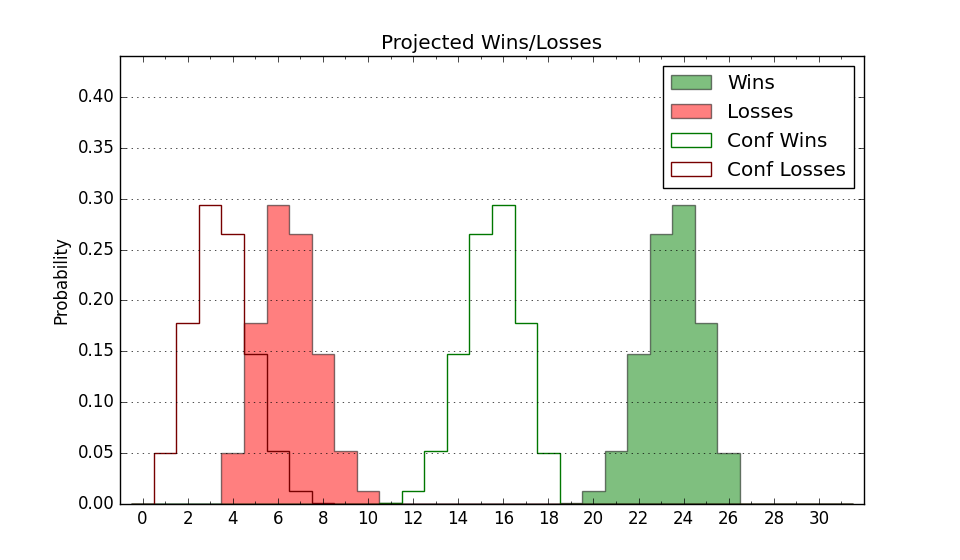 Projected Wins/Losses
Wins
Losses
Conf Wins
Conf Losses
Probability
0.40
0.35
0.30
0.25
0.20
0.15
0.10
0.05
0.00
0 2 4 6 8 10 12 14 16 18 20 22 24 26 28 30